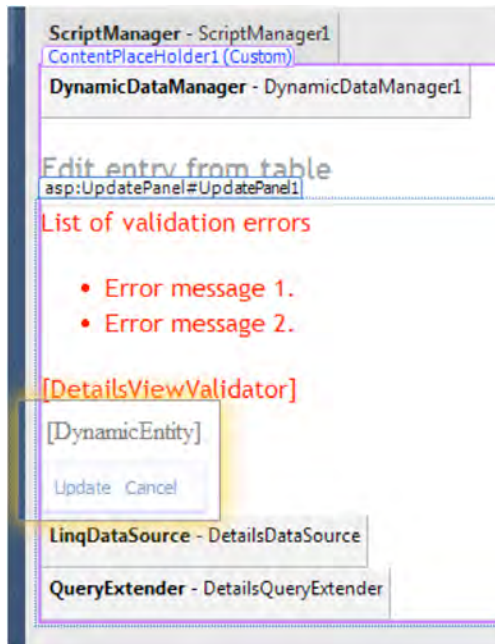 ScriptManager - ScriptManager1
ContentPlaceHolder1 (Custom)
DynamicDataManager - DynamicDataManager1
Edit entry from table
asp:UpdatePanel#UpdatePanel1
List of validation errors
• Error message 1.
• Error message 2.
[DetailsViewValidator]
[DynamicEntity]
Update Cancel
LinqDataSource - DetailsDataSource
QueryExtender - DetailsQueryExtender